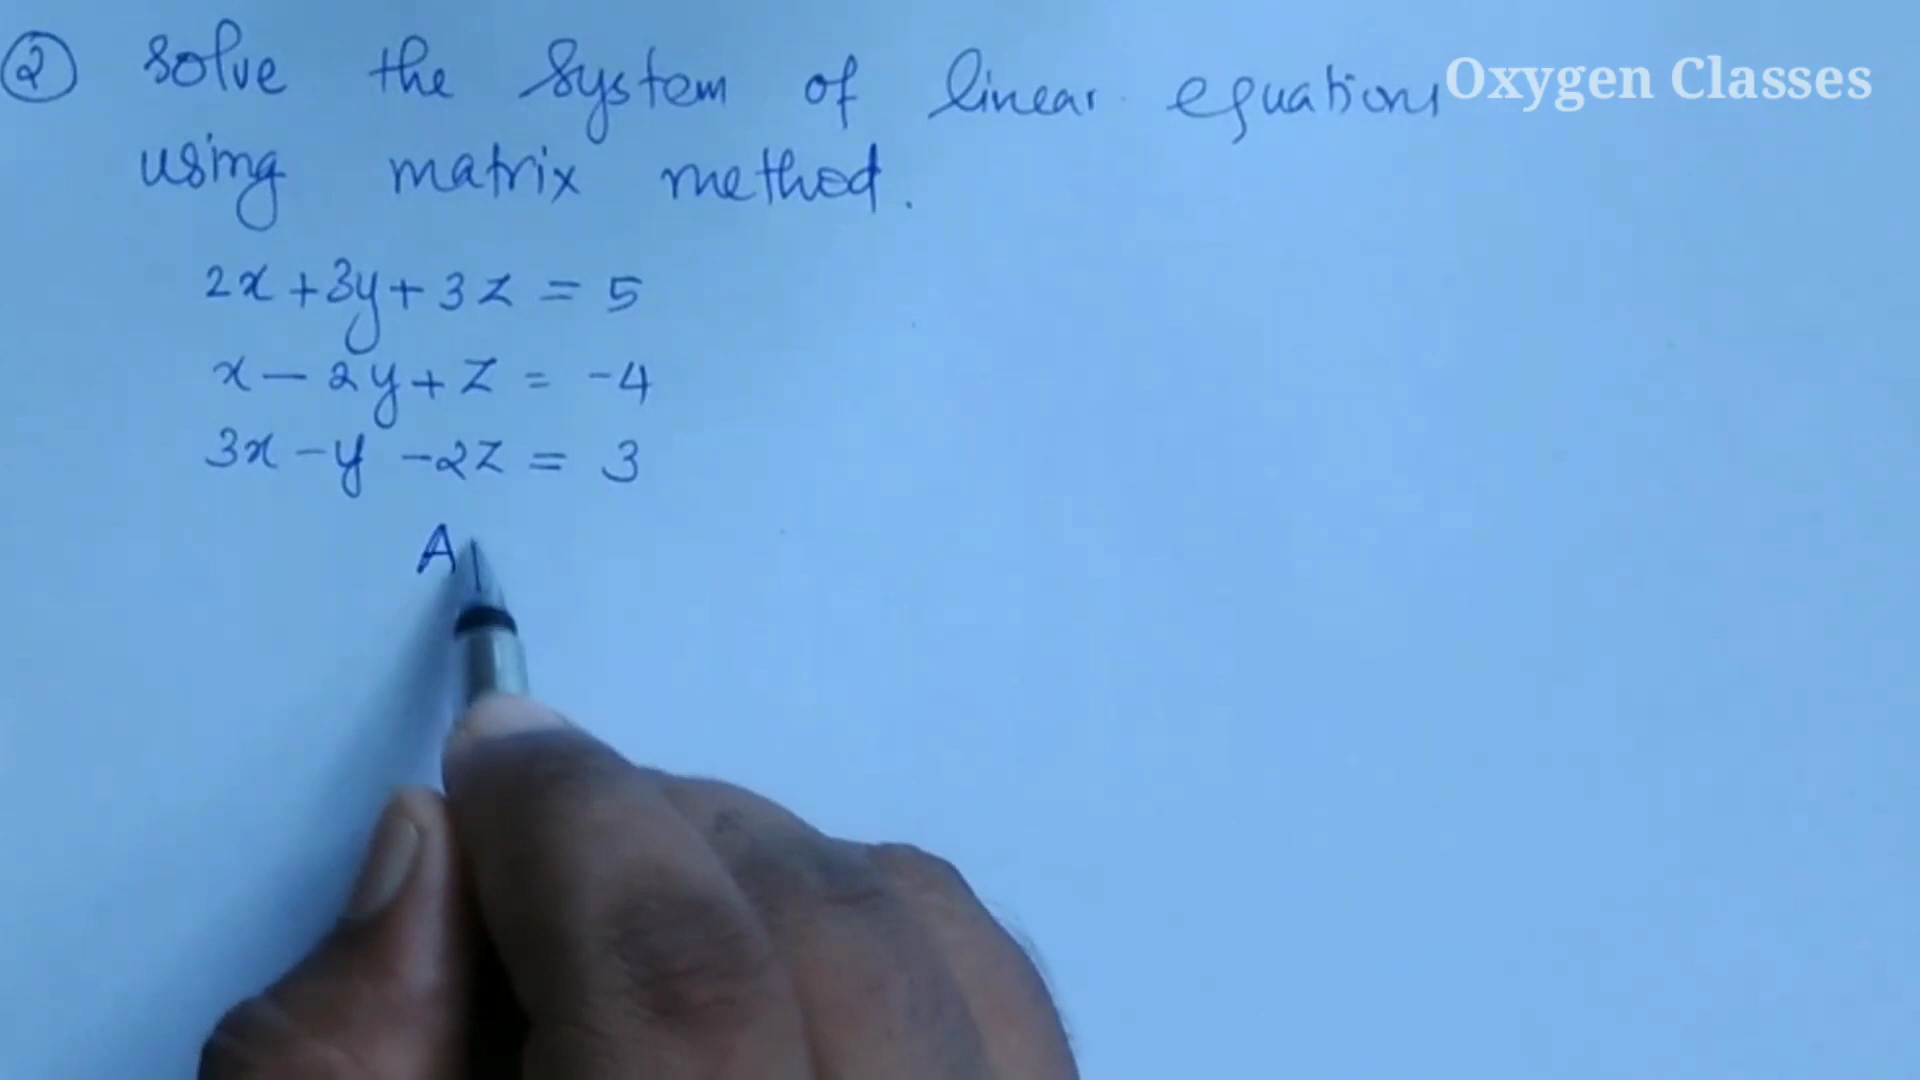 ② Solve the system of linear equations
Oxygen Classes
using matrix method.
2x + 3y + 3z = 5
x - 2y + z = -4
3x - y - 2z = 3
A